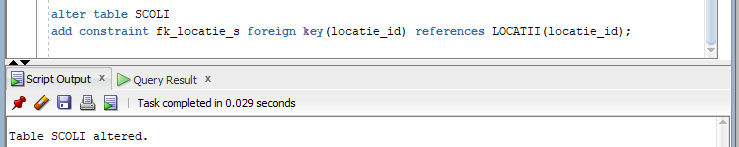 alter table SCOLI
add constraint fk_locatie_s foreign key(locatie_id) references LOCATII(locatie_id);
Script Output x Query Result x
Task completed in 0.029 seconds
Table SCOLI altered.